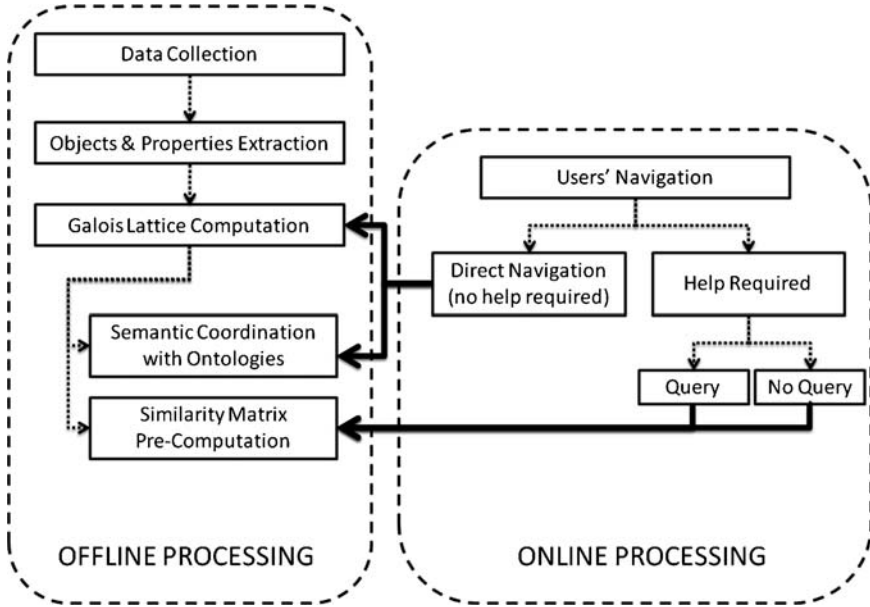 Data Collection
Objects & Properties Extraction
Galois Lattice Computation
Semantic Coordination
with Ontologies
Similarity Matrix
Pre-Computation
OFFLINE PROCESSING
Users' Navigation
Direct Navigation
(no help required)
Help Required
Query
No Query
ONLINE PROCESSING